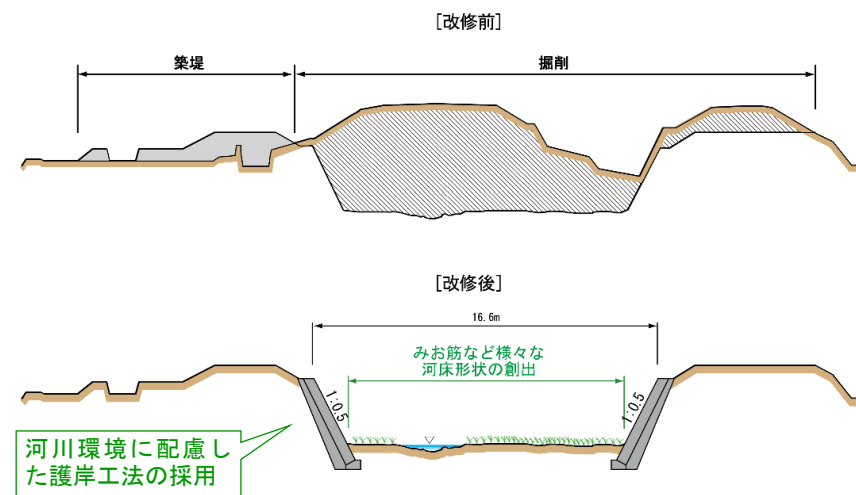 [改修前]
築堤
掘削
[改修後]
16.6m
みお筋など様々な
河床形状の創出
1:0.5
1:0.5
河川環境に配慮し
た護岸工法の採用